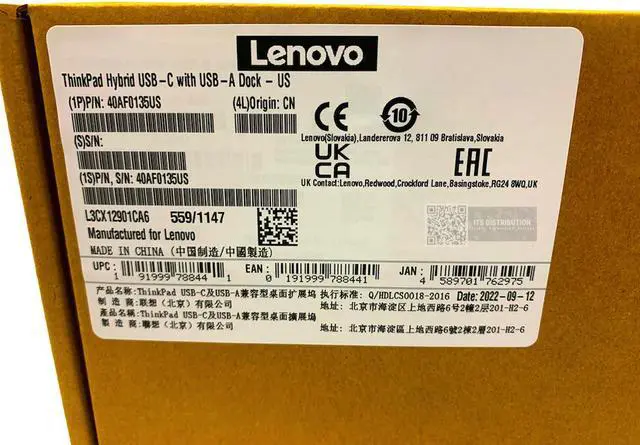 Lenovo
ThinkPad Hybrid USB-C with USB-A Dock - US
(1P)P/N: 40AF0135US
(4L)Origin: CN
CE
10
(S)S/N:
Lenovo(Slovakia),Landererova 12, 811 09 Bratislava,Slovakia
UK
CA
EAC
(1S)P/N, S/N: 40AF0135US
UK Contact:Lenovo,Redwood,Crockford Lane,Basingstoke,RG24 8WQ,UK
L3CX12901CA6 559/1147
Manufactured for Lenovo
ITS DISTRIBUTION
MADE IN CHINA (中国制造/中國製造)
UPC: 1 91999 78844 1
EAN: 0 191999 788441
JAN: 4 589701 762975
产品名称:ThinkPad USB-C及USB-A兼容型桌面扩展坞 执行标准: Q/HDLCS0018-2016 Date: 2022-09-12
制 造 商: 联想 (北京) 有限公司 地址: 北京市海淀区上地西路6号2幢2层201-H2-6
產品名稱:ThinkPad USB-C及USB-A兼容型桌面擴展塢
製 造 商: 聯想 (北京) 有限公司 地址: 北京市海淀區上地西路6號2棟2層201-H2-6